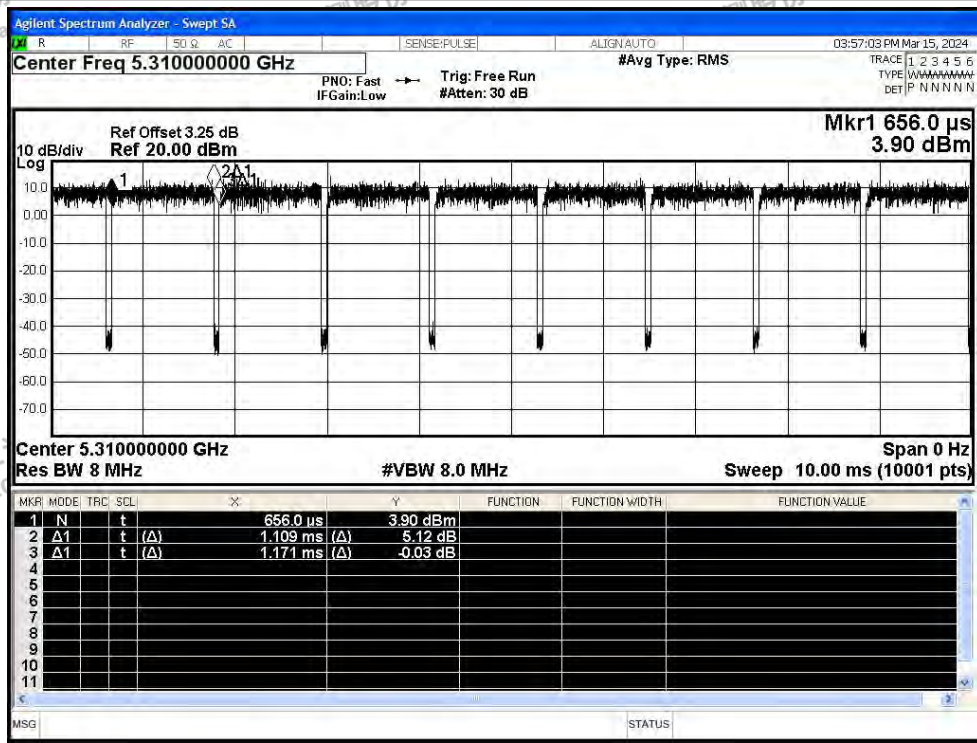 Agilent Spectrum Analyzer - Swept SA
R RF 50 Ω AC SENSE:PULSE ALIGN AUTO 03:57:03 PM Mar 15, 2024
Center Freq 5.310000000 GHz
#Avg Type: RMS
TRACE 1 2 3 4 5 6
TYPE WWWWWW
DET P N N N N N
PNO: Fast
IFGain:Low
Trig: Free Run
#Atten: 30 dB
Mkr1 656.0 µs
3.90 dBm
Ref Offset 3.25 dB
10 dB/div Ref 20.00 dBm
Log
1
2Δ1
10.0
0.00
-10.0
-20.0
-30.0
-40.0
-50.0
-60.0
-70.0
Center 5.310000000 GHz Span 0 Hz
Res BW 8 MHz #VBW 8.0 MHz Sweep 10.00 ms (10001 pts)
MKR MODE TRC SCL X Y FUNCTION FUNCTION WIDTH FUNCTION VALUE
1 N t 656.0 µs 3.90 dBm
2 Δ1 t (Δ) 1.109 ms (Δ) 5.12 dB
3 Δ1 t (Δ) 1.171 ms (Δ) -0.03 dB
4
5
6
7
8
9
10
11
MSG STATUS